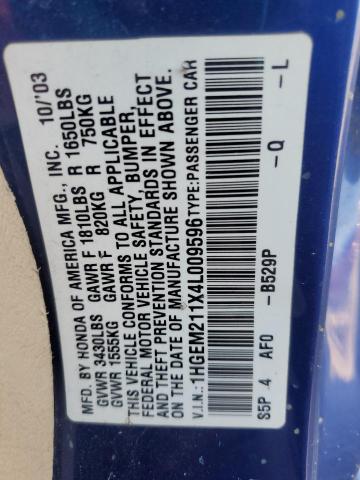 MFD. BY HONDA OF AMERICA MFG., INC. 10/'03
GVWR 3430LBS GAWR F 1810LBS R 1650LBS
GVWR 1555KG GAWR F 820KG R 750KG
THIS VEHICLE CONFORMS TO ALL APPLICABLE
FEDERAL MOTOR VEHICLE SAFETY, BUMPER,
AND THEFT PREVENTION STANDARDS IN EFFECT
ON THE DATE OF MANUFACTURE SHOWN ABOVE.
V.I.N.: 1HGEM211X4L009596 TYPE: PASSENGER CAR
S5P 4 AF0 -B529P -Q -L